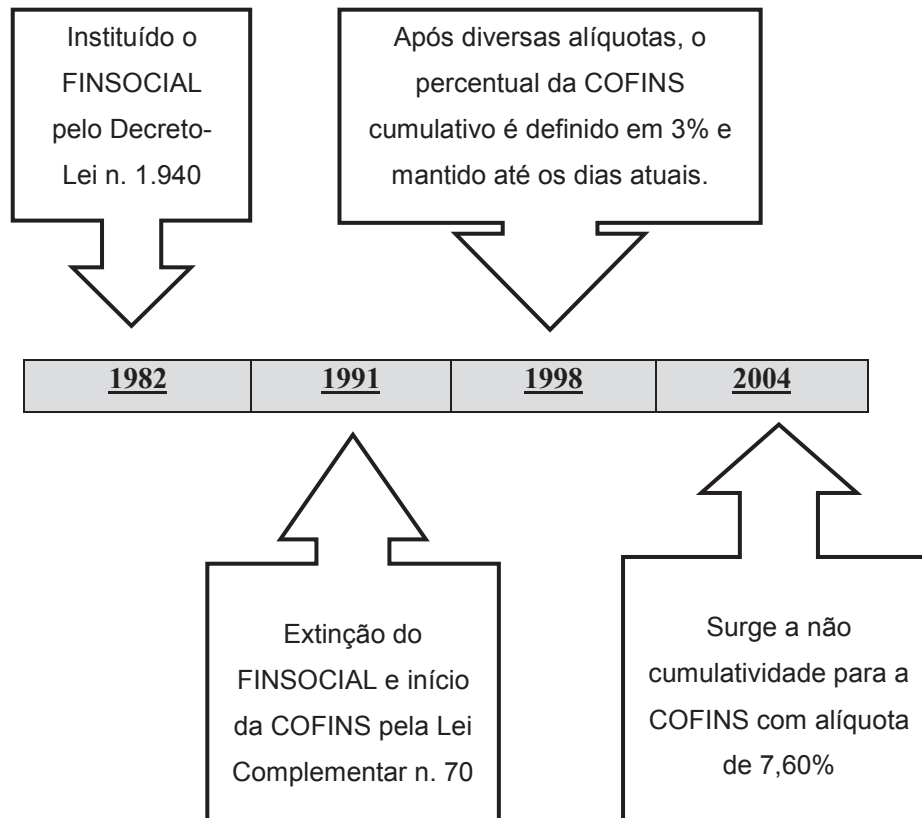 Instituído o
FINSOCIAL
pelo Decreto-
Lei n. 1.940
Após diversas alíquotas, o
percentual da COFINS
cumulativo é definido em 3% e
mantido até os dias atuais.
1982 1991 1998 2004
Extinção do
FINSOCIAL e início
da COFINS pela Lei
Complementar n. 70
Surge a não
cumulatividade para a
COFINS com alíquota
de 7,60%